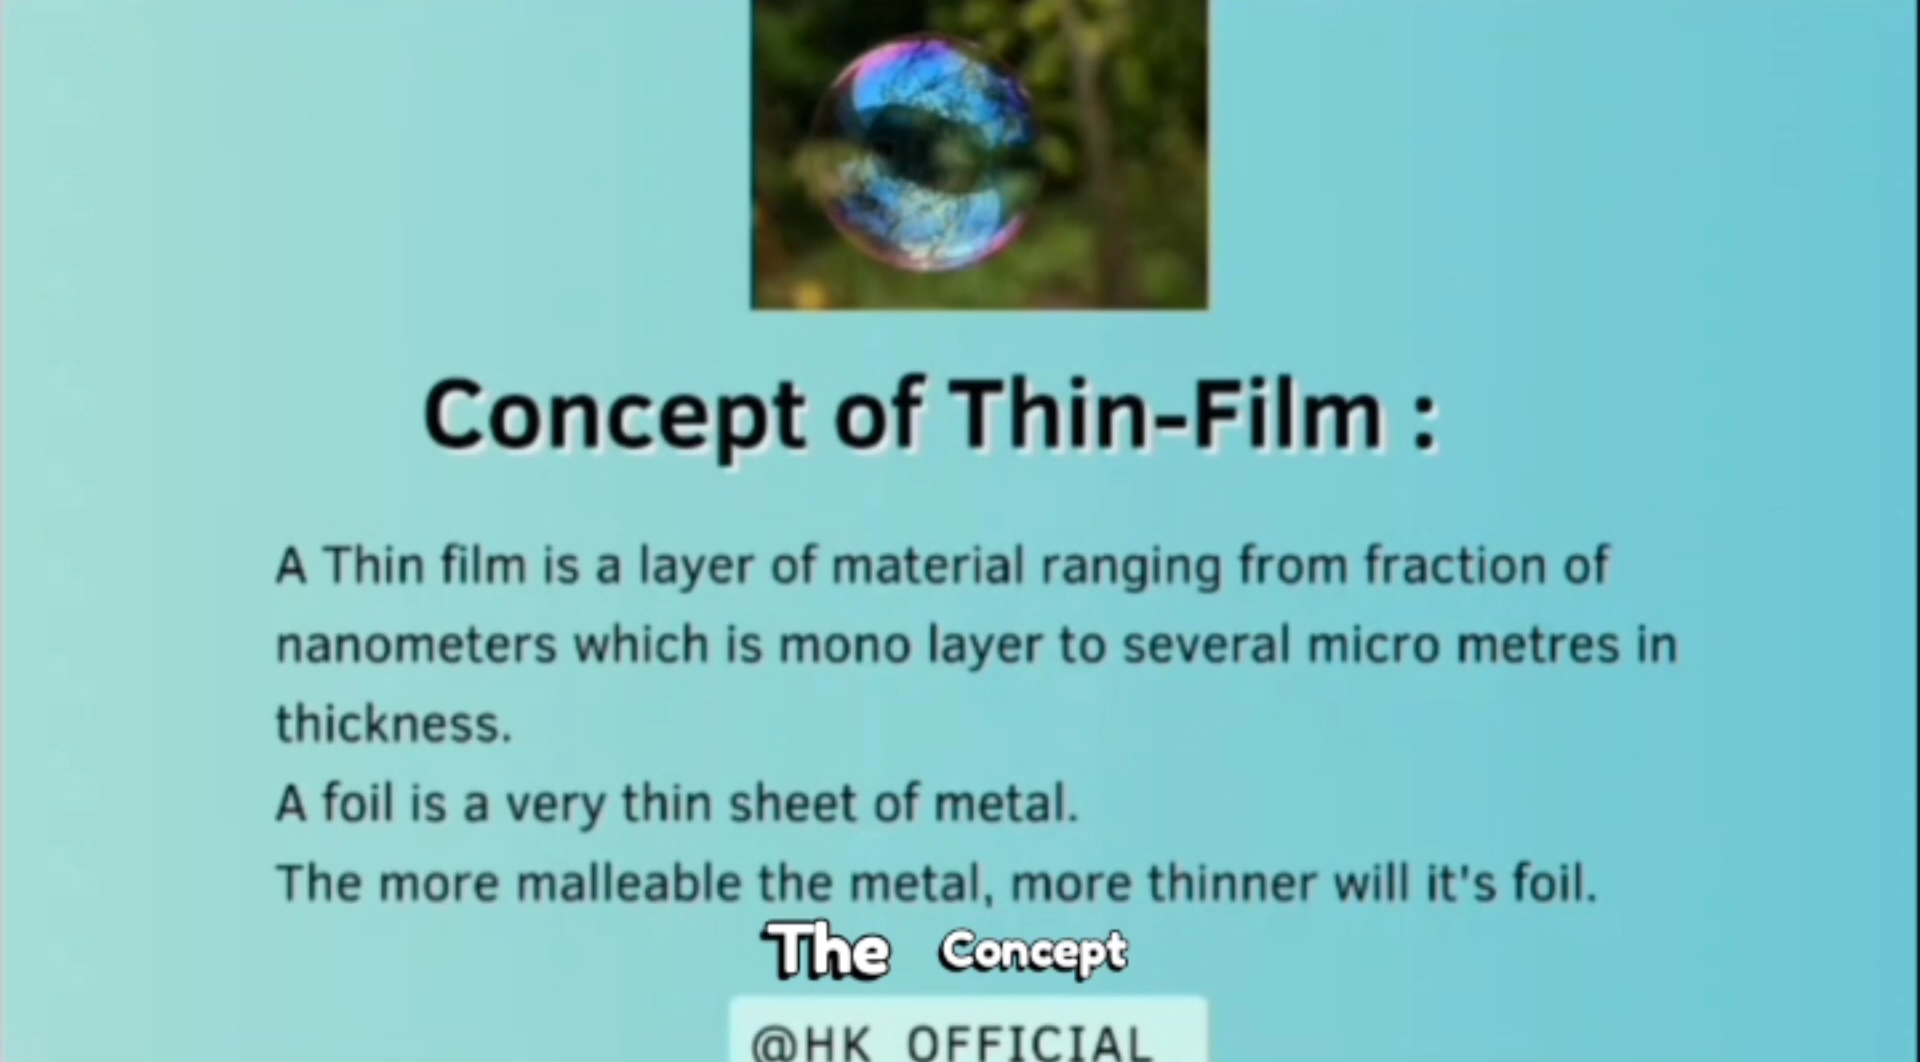 Concept of Thin-Film :
A Thin film is a layer of material ranging from fraction of
nanometers which is mono layer to several micro metres in
thickness.
A foil is a very thin sheet of metal.
The more malleable the metal, more thinner will it's foil.
The Concept
@HK OFFICIAL